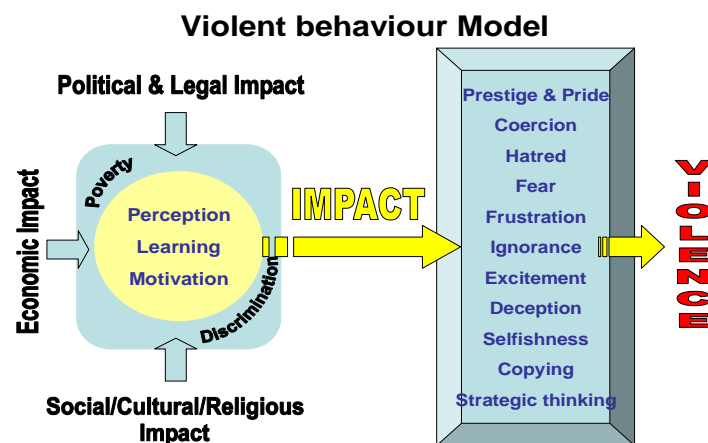 Violent behaviour Model
Political & Legal Impact
Economic Impact
Poverty
Perception
Learning
Motivation
Discrimination
Social/Cultural/Religious
Impact
IMPACT
Prestige & Pride
Coercion
Hatred
Fear
Frustration
Ignorance
Excitement
Deception
Selfishness
Copying
Strategic thinking
VIOLENCE